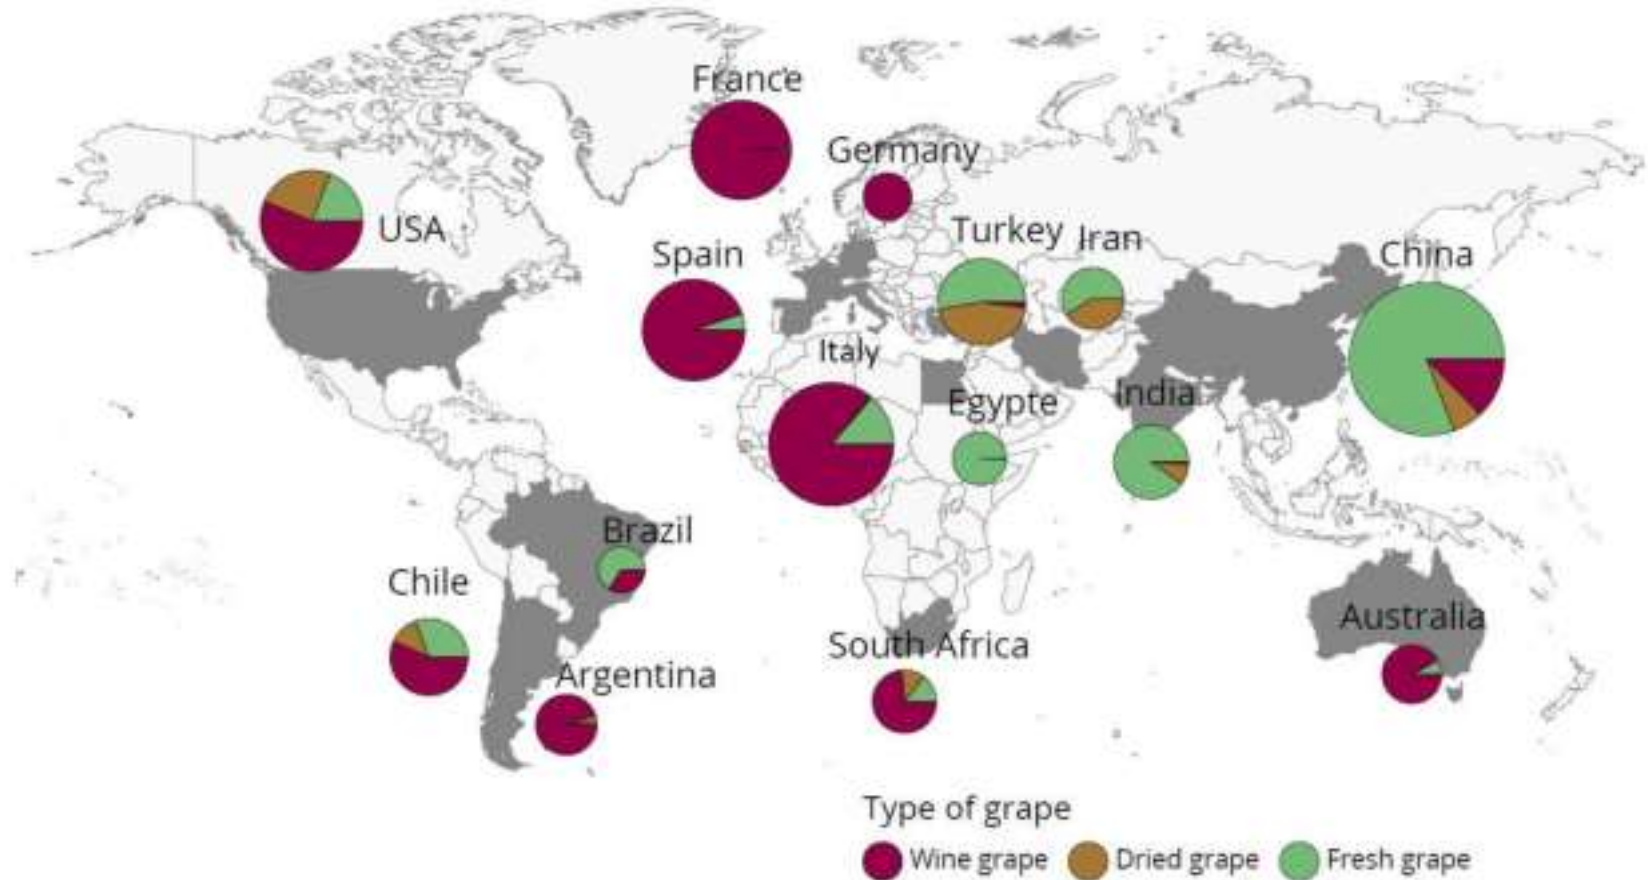 France
Germany
USA
Turkey
Iran
Spain
China
Italy
Egypte
India
Brazil
Chile
Australia
South Africa
Argentina
Type of grape
Wine grape
Dried grape
Fresh grape